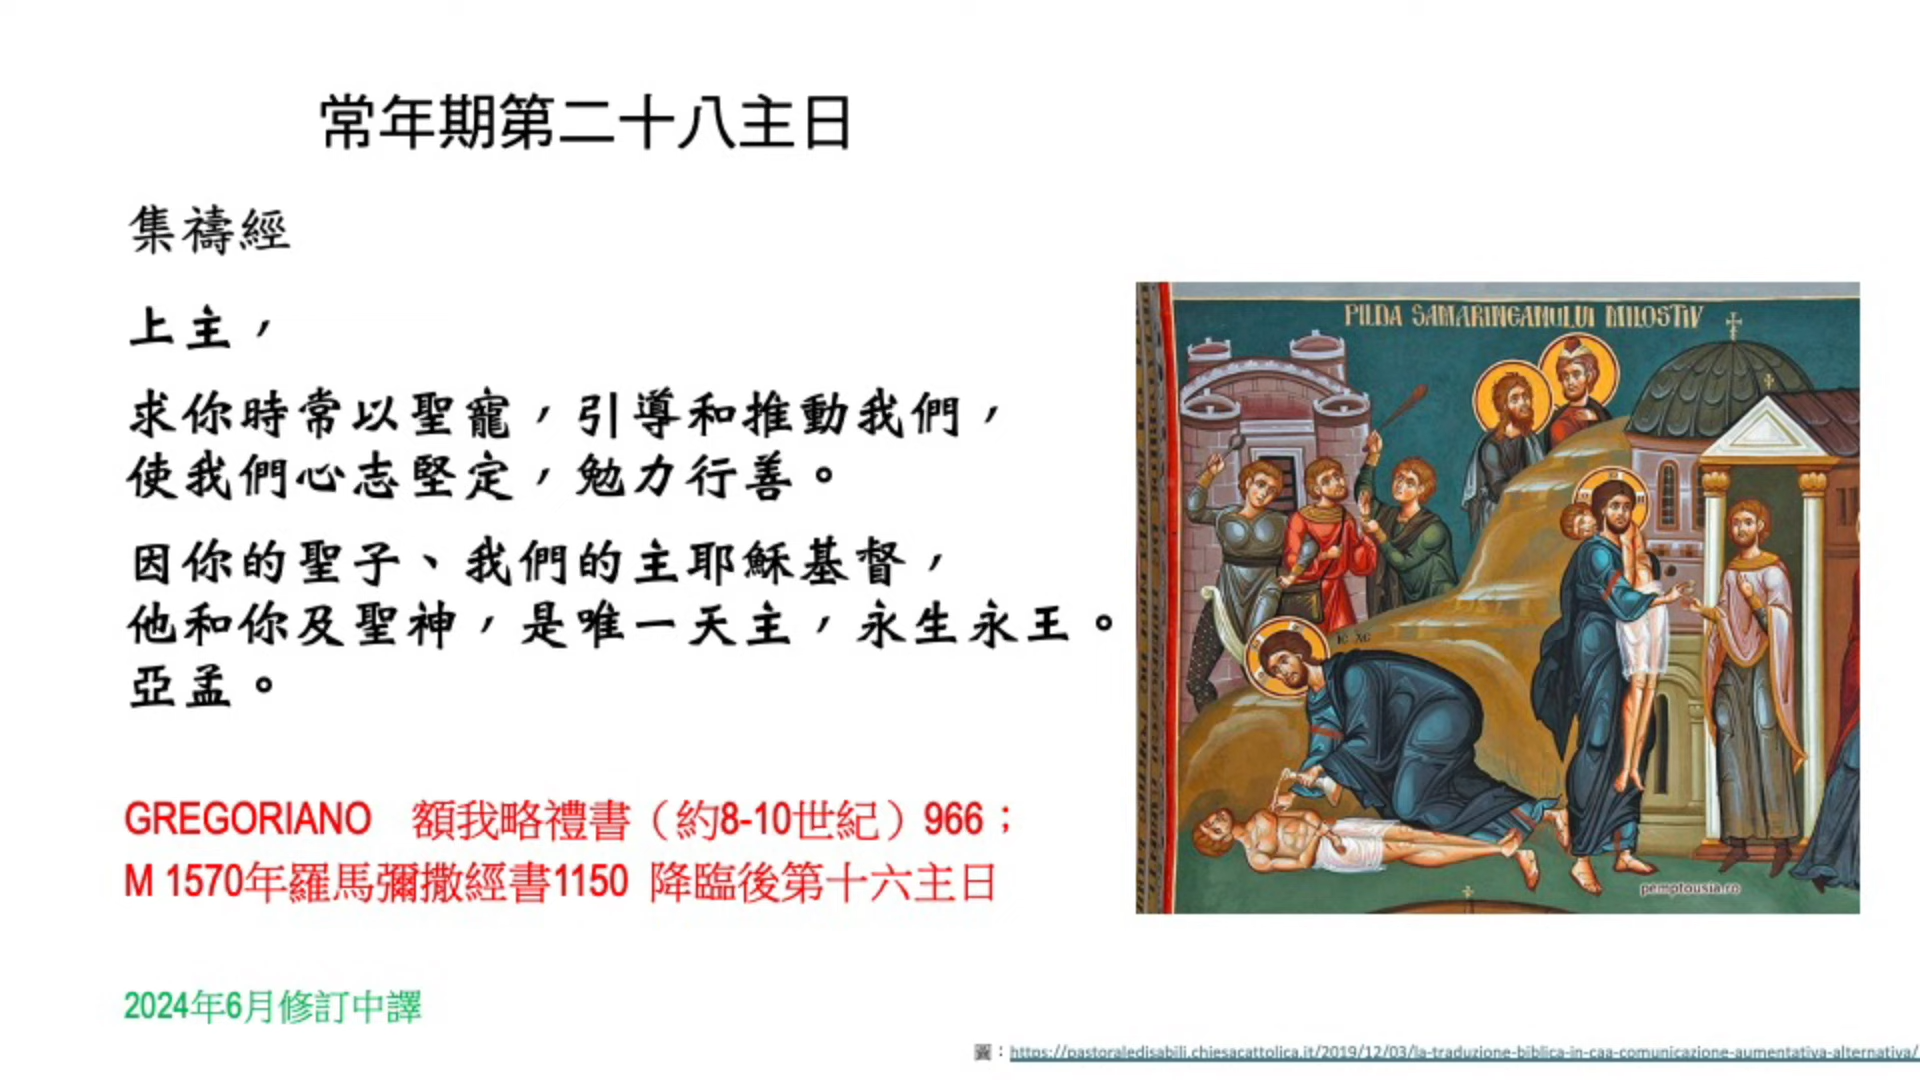 常年期第二十八主日
集禱經
上主，
求你時常以聖寵，引導和推動我們，
使我們心志堅定，勉力行善。
因你的聖子、我們的主耶穌基督，
他和你及聖神，是唯一天主，永生永王。
亞孟。
GREGORIANO 額我略禮書（約8-10世紀）966；
M 1570年羅馬彌撒經書1150 降臨後第十六主日
2024年6月修訂中譯
PILDA SAMARINEANULUI MILOSTIV
IC XC
pemptousia.ro
圖：https://pastoraledisabili.chiesacattolica.it/2019/12/03/la-traduzione-biblica-in-caa-comunicazione-aumentativa-alternativa/